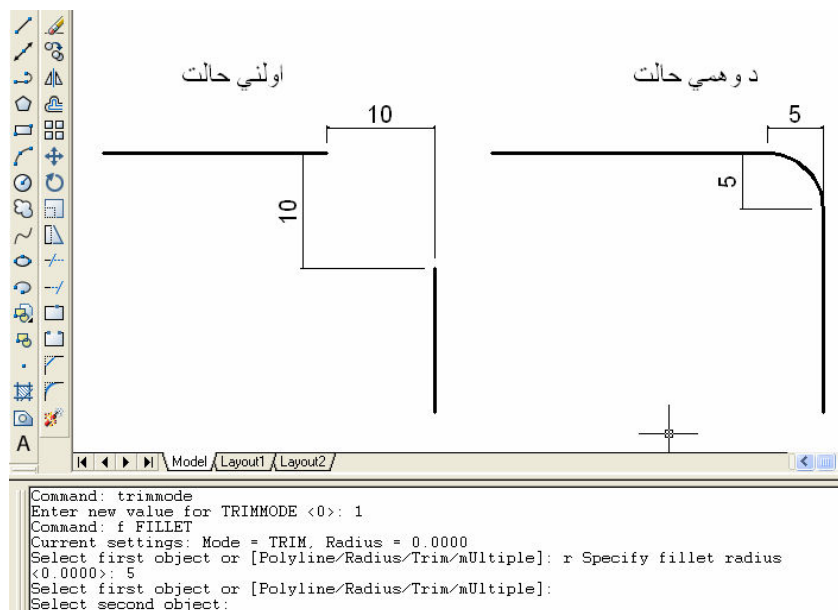 اولني حالت
د وهمي حالت
10
5
10
5
A
Model Layout1 Layout2
Command: trimmode
Enter new value for TRIMMODE <0>: 1
Command: f FILLET
Current settings: Mode = TRIM, Radius = 0.0000
Select first object or [Polyline/Radius/Trim/mUltiple]: r Specify fillet radius
<0.0000>: 5
Select first object or [Polyline/Radius/Trim/mUltiple]:
Select second object: